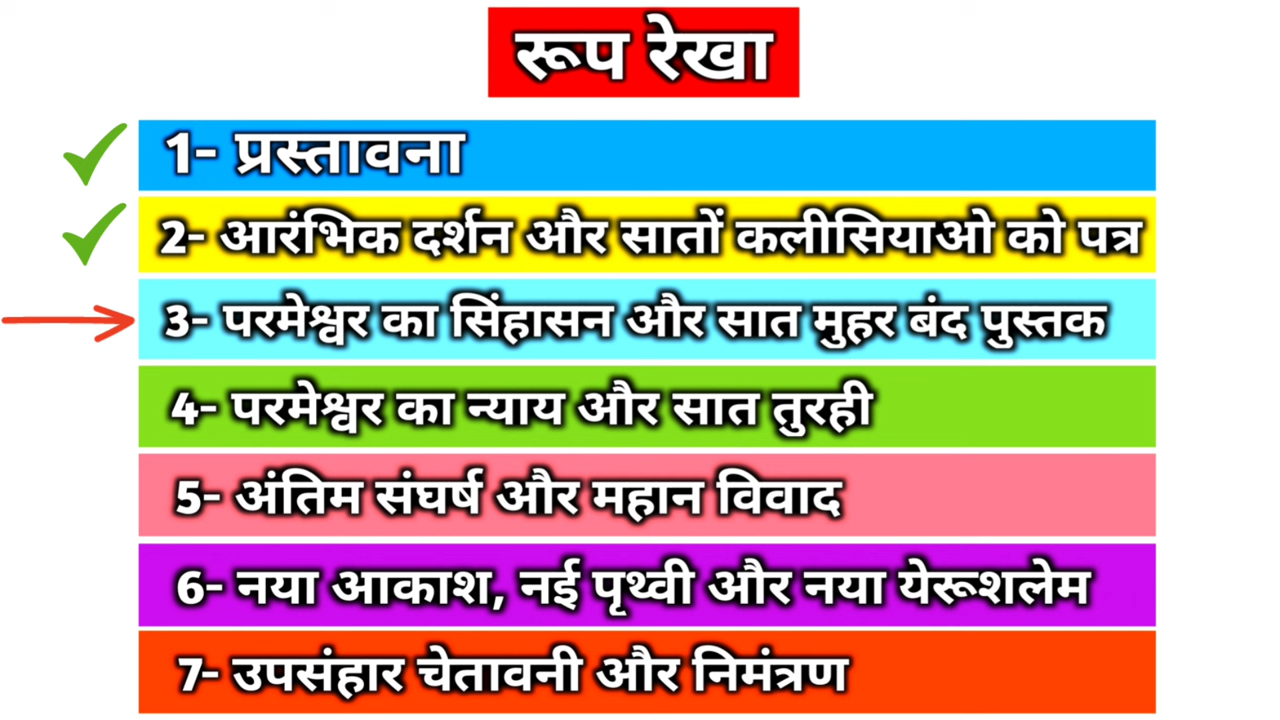 रूप रेखा
1- प्रस्तावना
2- आरंभिक दर्शन और सातों कलीसियाओ को पत्र
3- परमेश्वर का सिंहासन और सात मुहर बंद पुस्तक
4- परमेश्वर का न्याय और सात तुरही
5- अंतिम संघर्ष और महान विवाद
6- नया आकाश, नई पृथ्वी और नया येरूशलेम
7- उपसंहार चेतावनी और निमंत्रण